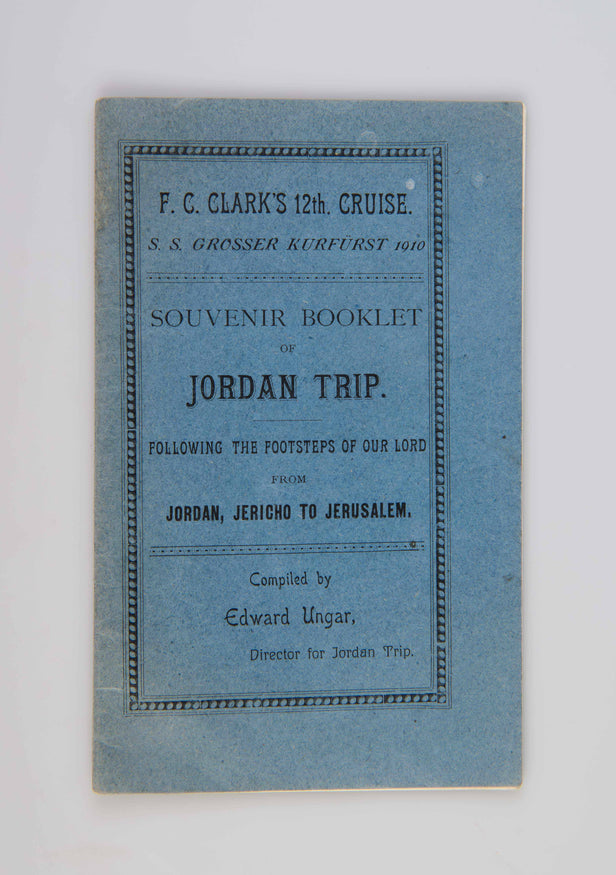 F. C. CLARK'S 12th. CRUISE.
S. S. GROSSER KURFÜRST 1910
SOUVENIR BOOKLET
OF
JORDAN TRIP.
FOLLOWING THE FOOTSTEPS OF OUR LORD
FROM
JORDAN, JERICHO TO JERUSALEM.
Compiled by
Edward Ungar,
Director for Jordan Trip.